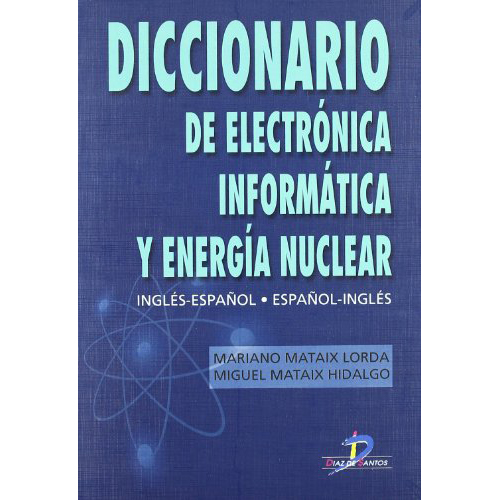 DICCIONARIO
DE ELECTRÓNICA
INFORMÁTICA
Y ENERGÍA NUCLEAR
INGLÉS-ESPAÑOL • ESPAÑOL-INGLÉS
MARIANO MATAIX LORDA
MIGUEL MATAIX HIDALGO
DIAZ DE SANTOS